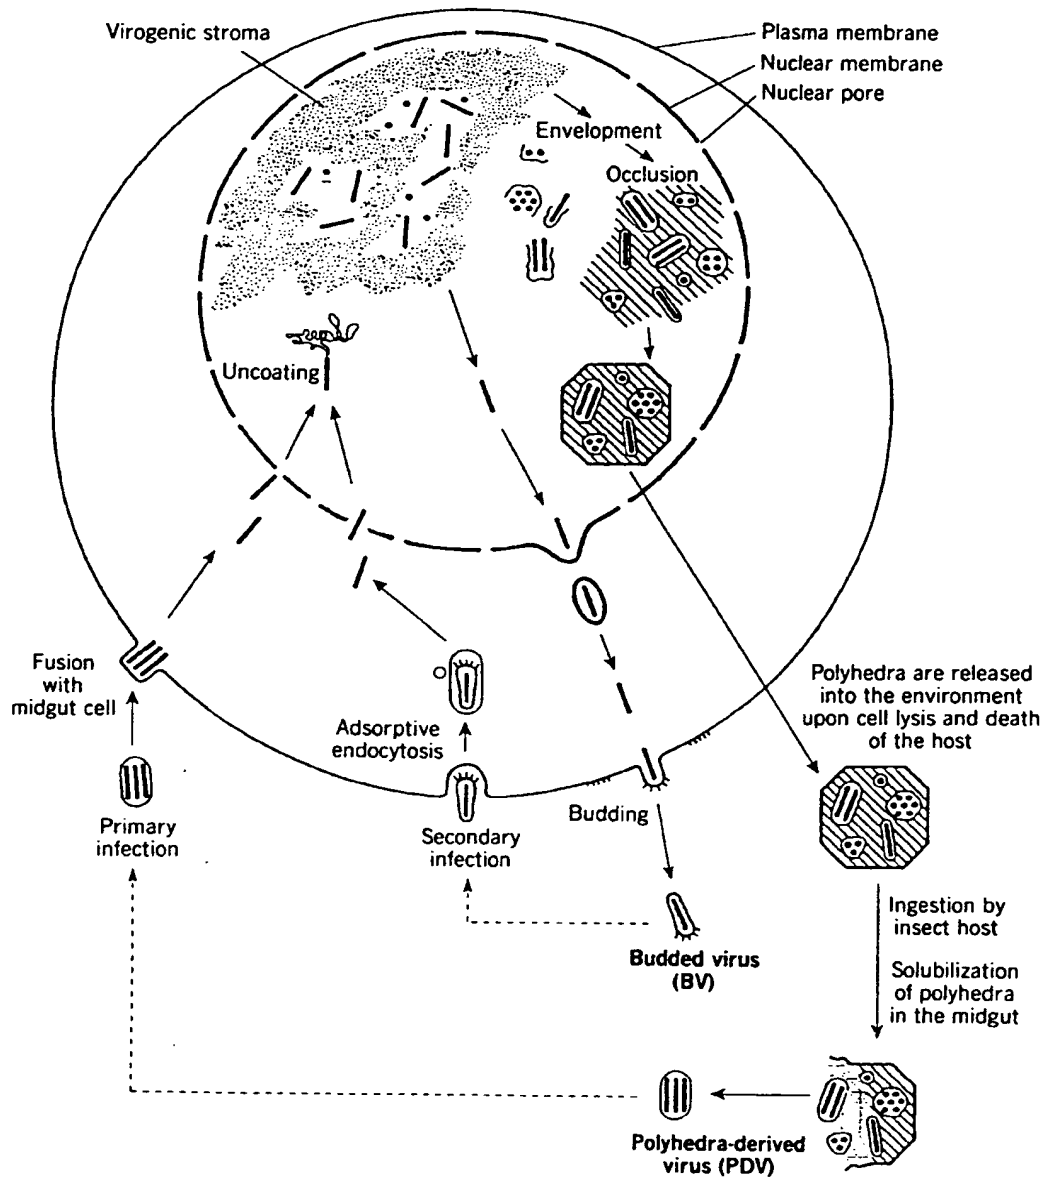 Virogenic stroma
Plasma membrane
Nuclear membrane
Nuclear pore
Envelopment
Occlusion
Uncoating
Fusion
with
midgut cell
Adsorptive
endocytosis
Polyhedra are released
into the environment
upon cell lysis and death
of the host
Primary
infection
Secondary
infection
Budding
Ingestion by
insect host
Solubilization
of polyhedra
in the midgut
Budded virus
(BV)
Polyhedra-derived
virus (PDV)